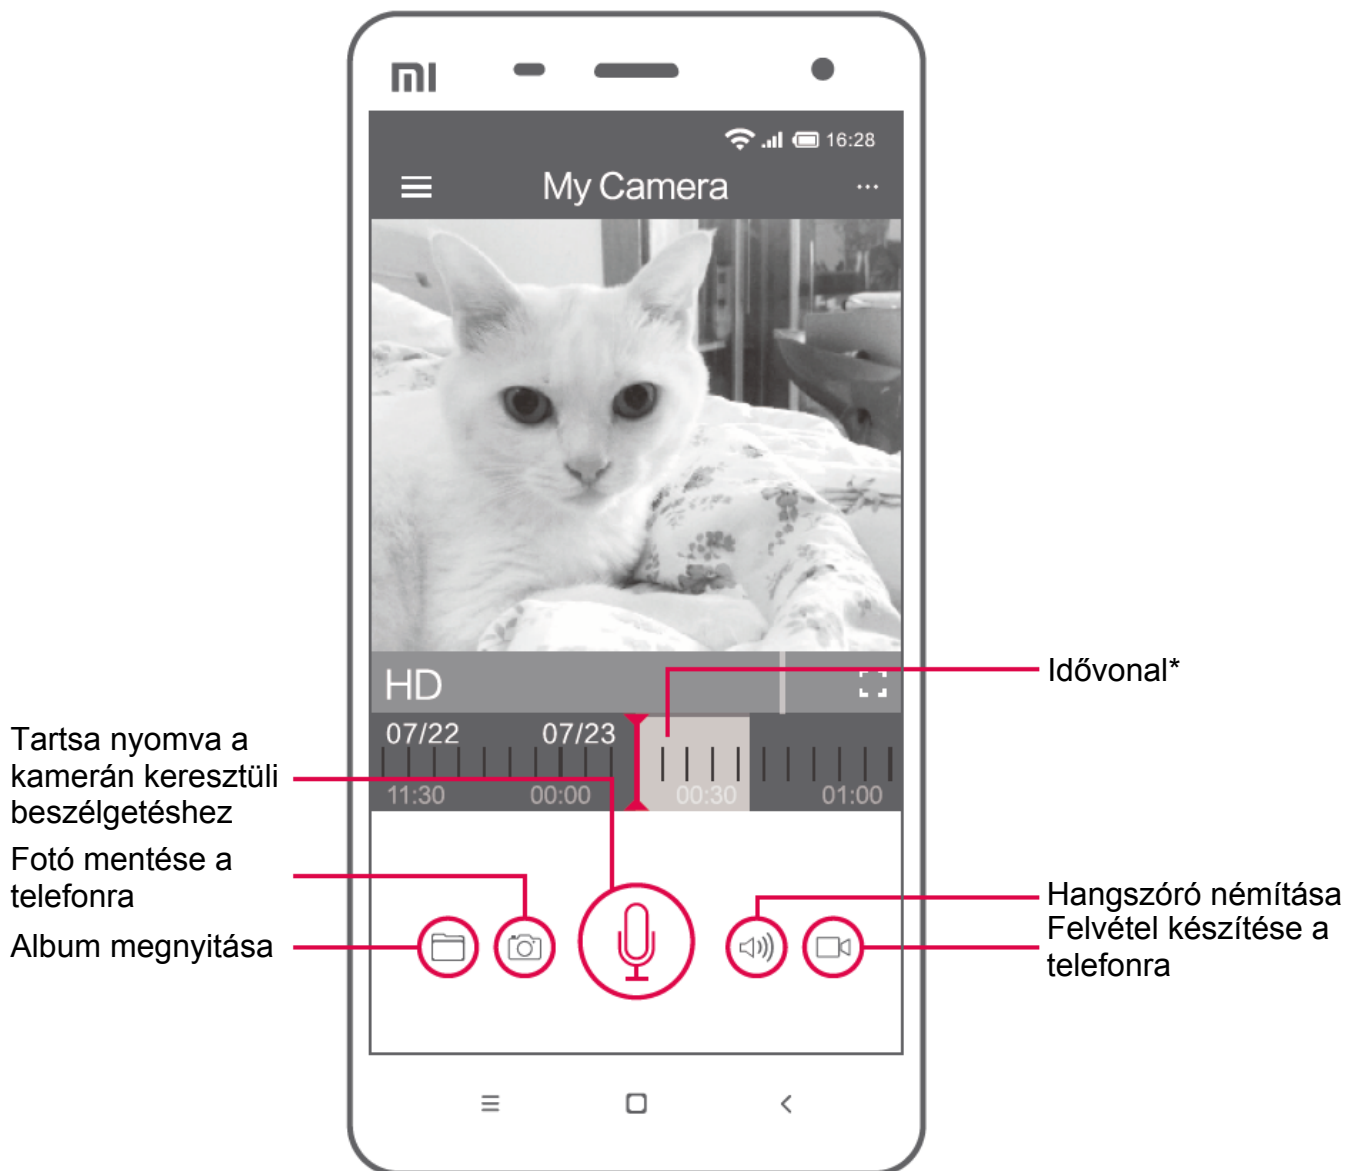 mi
16:28
My Camera
HD
Idővonal*
07/22
07/23
11:30
00:00
00:30
01:00
Tartsa nyomva a
kamerán keresztüli
beszélgetéshez
Fotó mentése a
telefonra
Album megnyitása
Hangszóró némítása
Felvétel készítése a
telefonra